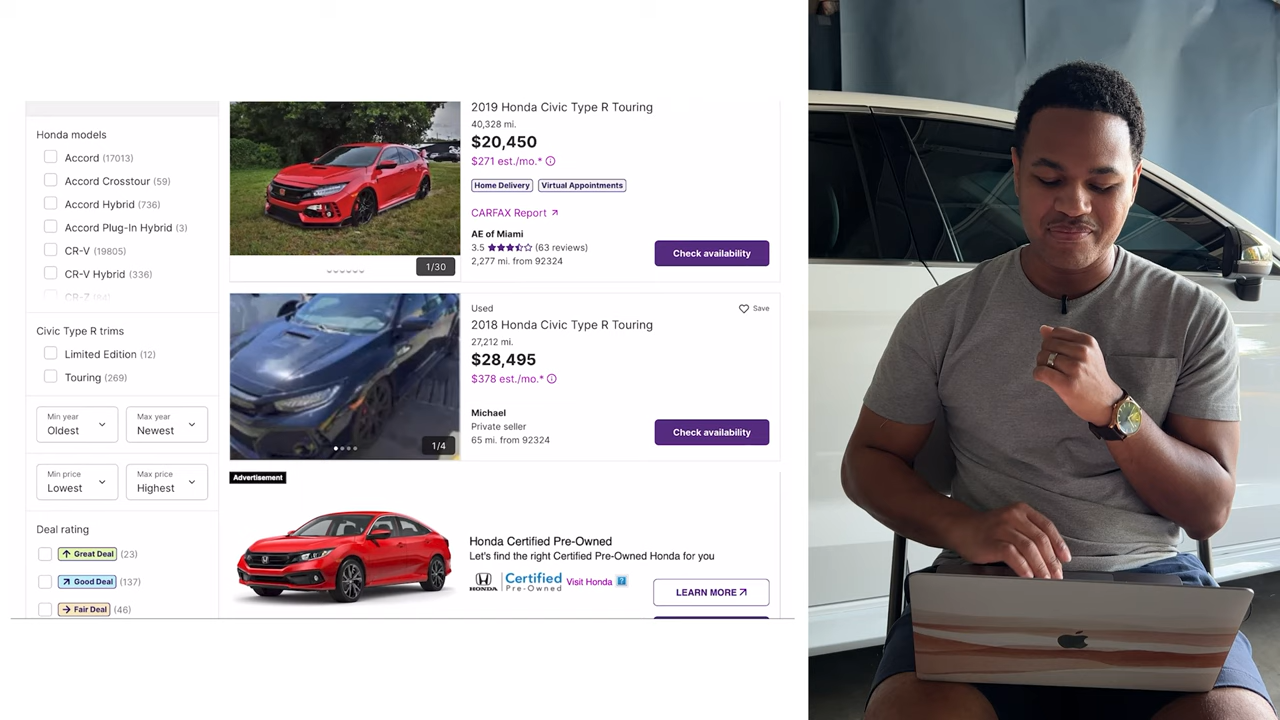 Honda models
Accord (17013)
Accord Crosstour (59)
Accord Hybrid (736)
Accord Plug-In Hybrid (3)
CR-V (19805)
CR-V Hybrid (336)
CR-Z (84)
Civic Type R trims
Limited Edition (12)
Touring (269)
Min year
Oldest
Max year
Newest
Min price
Lowest
Max price
Highest
Deal rating
Great Deal (23)
Good Deal (137)
Fair Deal (46)
2019 Honda Civic Type R Touring
40,328 mi.
$20,450
$271 est./mo.*
Home Delivery
Virtual Appointments
CARFAX Report
AE of Miami
3.5 (63 reviews)
2,277 mi. from 92324
Check availability
1/30
Used
Save
2018 Honda Civic Type R Touring
27,212 mi.
$28,495
$378 est./mo.*
Michael
Private seller
65 mi. from 92324
Check availability
1/4
Advertisement
Honda Certified Pre-Owned
Let's find the right Certified Pre-Owned Honda for you
HONDA
Certified
Pre-Owned
Visit Honda
LEARN MORE